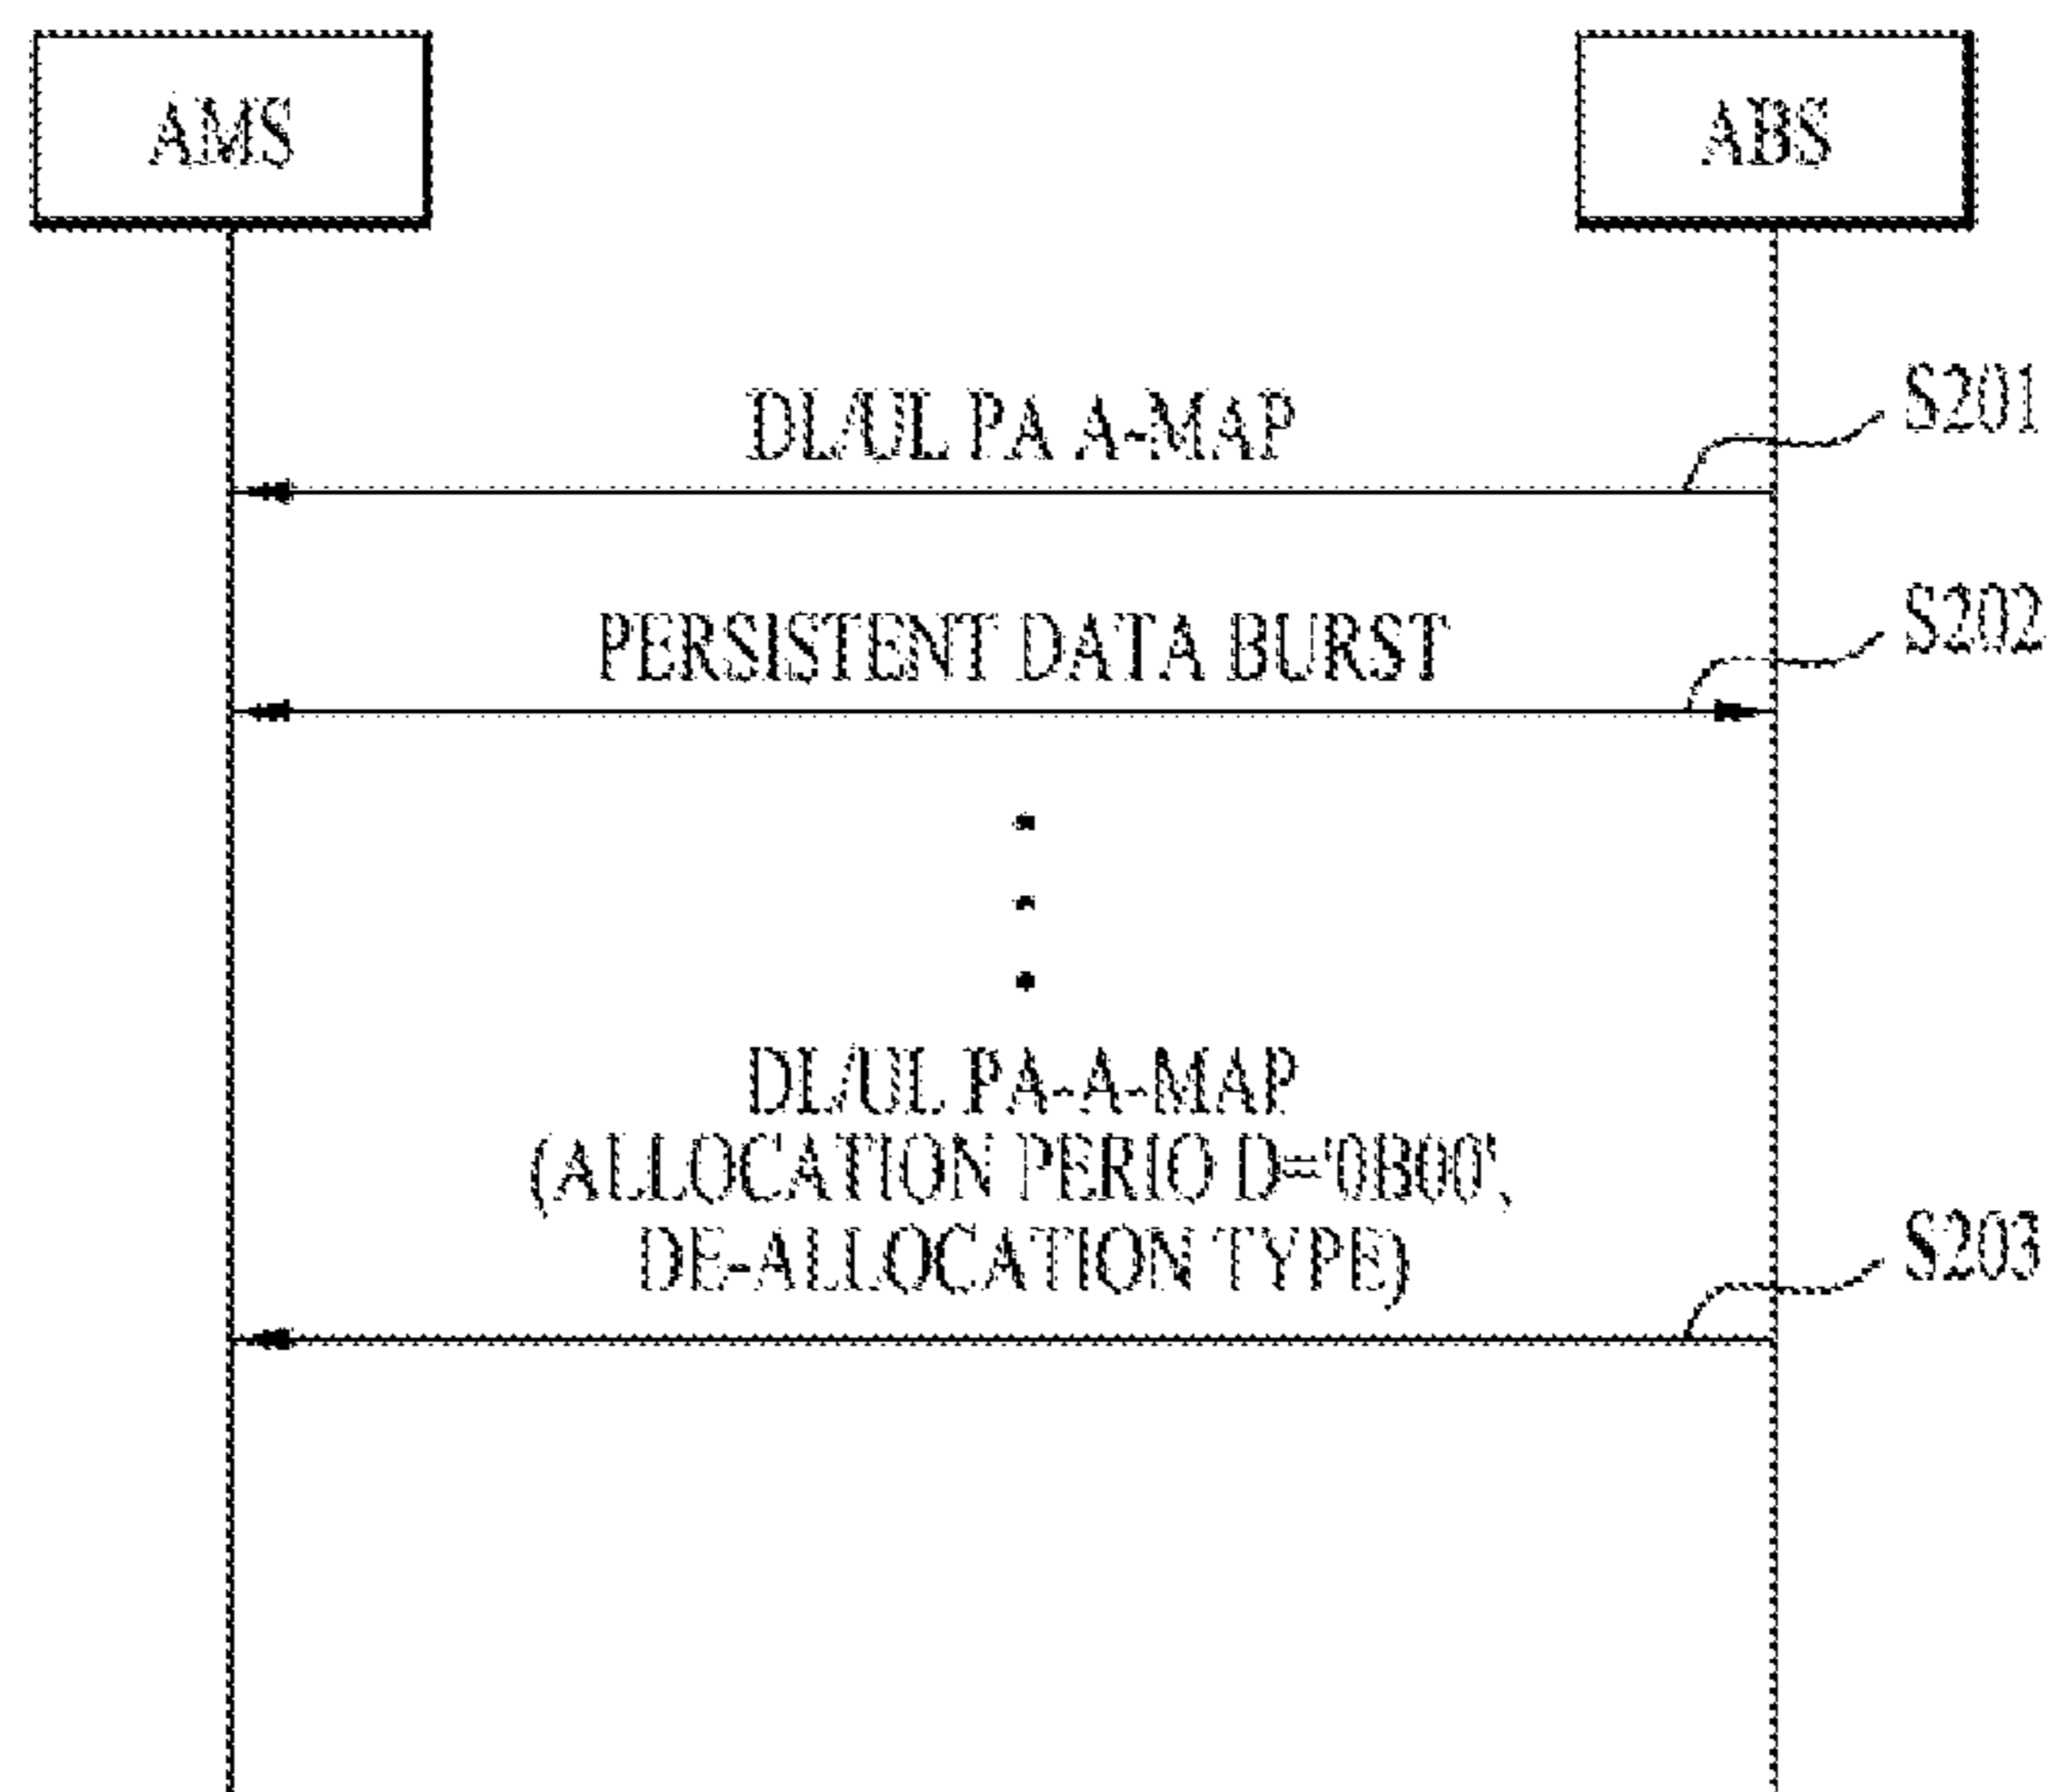 AMS
ABS
DL/UL PA A-MAP
S201
PERSISTENT DATA BURST
S202
DL/UL PA-A-MAP
(ALLOCATION PERIO D='0B00',
DE-ALLOCATION TYPE)
S203